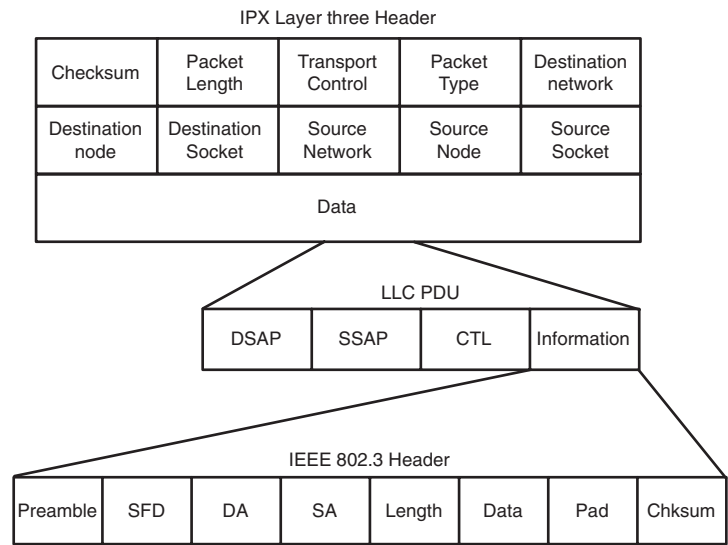 IPX Layer three Header
Checksum
Packet
Length
Transport
Control
Packet
Type
Destination
network
Destination
node
Destination
Socket
Source
Network
Source
Node
Source
Socket
Data
LLC PDU
DSAP
SSAP
CTL
Information
IEEE 802.3 Header
Preamble
SFD
DA
SA
Length
Data
Pad
Chksum